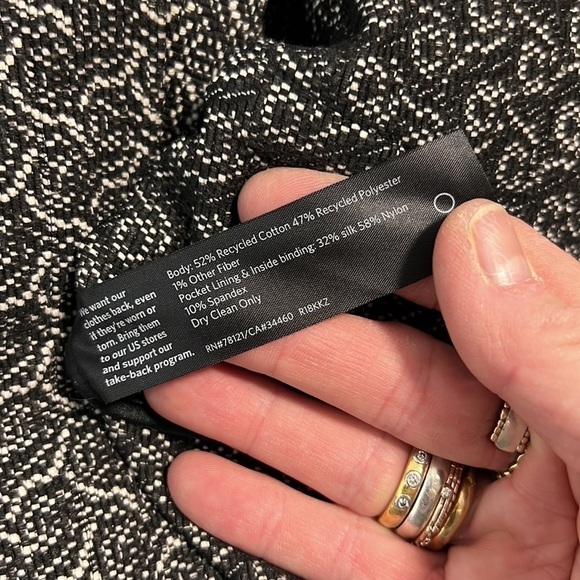 We want our
clothes back, even
if they're worn or
torn. Bring them
to our US stores
and support our
take-back program.
Body: 52% Recycled Cotton 47% Recycled Polyester
1% Other Fiber
Pocket Lining & Inside binding: 32% silk 58% Nylon
10% Spandex
Dry Clean Only
RN#7812V/CA#34460 R18KKZ